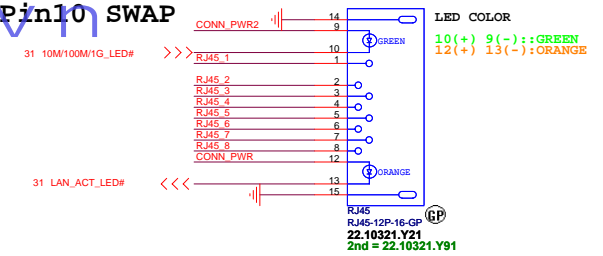 Pin10 SWAP
vn
CONN_PWR2 14 LED COLOR
9
GREEN 10(+) 9(-)::GREEN
31 10M/100M/1G_LED# 10 12(+) 13(-):ORANGE
RJ45_1 1
RJ45_2 2
RJ45_3 3
RJ45_4 4
RJ45_5 5
RJ45_6 6
RJ45_7 7
RJ45_8 8
CONN_PWR 12
ORANGE
31 LAN_ACT_LED# 13
15
RJ45
RJ45-12P-16-GP GP
22.10321.Y21
2nd = 22.10321.Y91